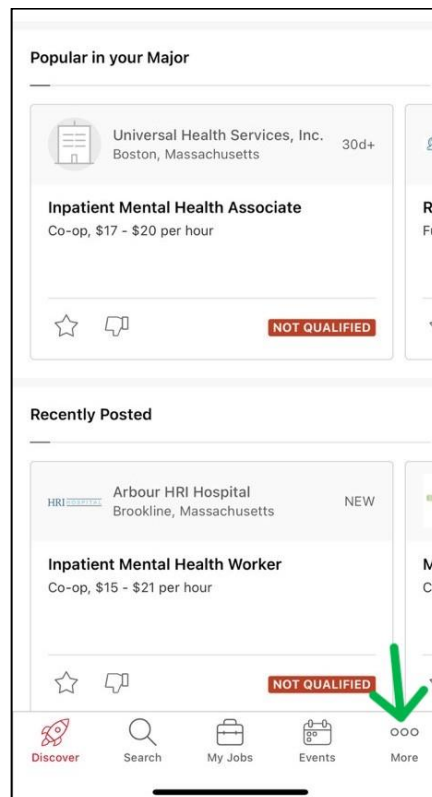 Popular in your Major
Universal Health Services, Inc.
Boston, Massachusetts
30d+
Inpatient Mental Health Associate
Co-op, $17 - $20 per hour
NOT QUALIFIED
R
Fu
Recently Posted
HRI HOSPITAL
Arbour HRI Hospital
Brookline, Massachusetts
NEW
Inpatient Mental Health Worker
Co-op, $15 - $21 per hour
NOT QUALIFIED
M
C
Discover
Search
My Jobs
Events
More